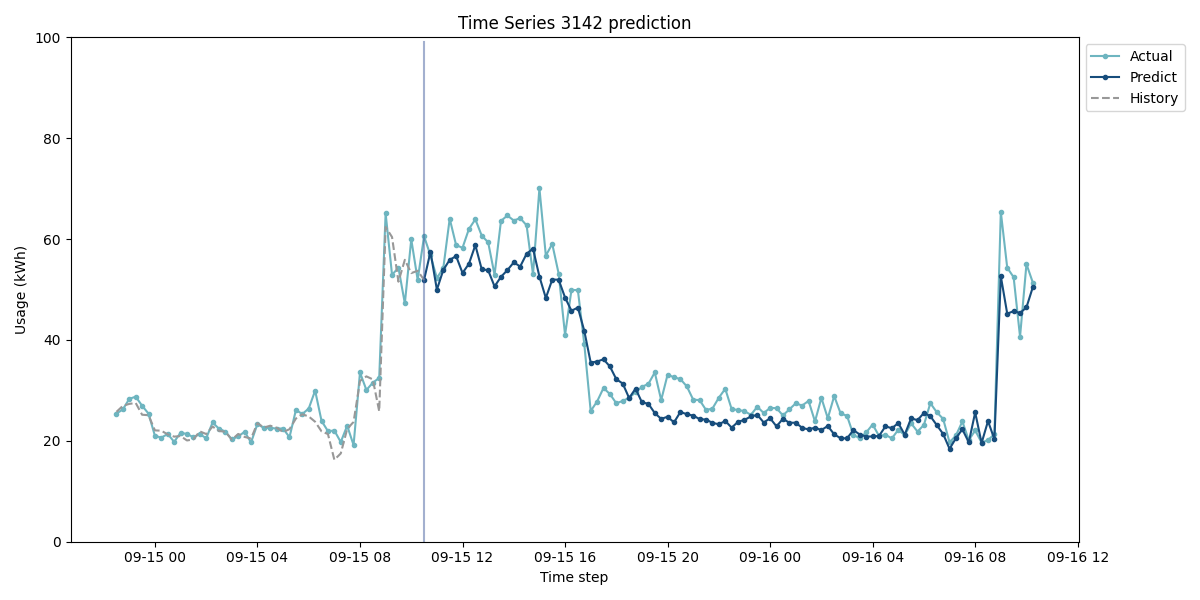 Time Series 3142 prediction
Actual
Predict
History
Usage (kWh)
100
80
60
40
20
0
09-15 00
09-15 04
09-15 08
09-15 12
09-15 16
09-15 20
09-16 00
09-16 04
09-16 08
09-16 12
Time step